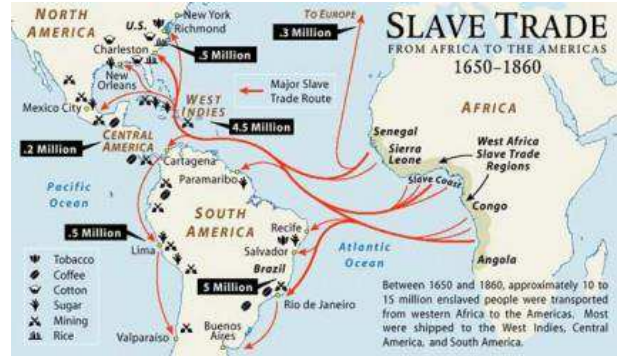 SLAVE TRADE
FROM AFRICA TO THE AMERICAS
1650–1860
NORTH
AMERICA
U.S.
New York
Richmond
Charleston
.5 Million
New
Orleans
Mexico City
WEST
INDIES
4.5 Million
CENTRAL
AMERICA
.2 Million
TO EUROPE
.3 Million
Major Slave
Trade Route
AFRICA
Senegal
Sierra
Leone
West Africa
Slave Trade
Regions
Slave Coast
Congo
Angola
Cartagena
Paramaribo
Pacific
Ocean
SOUTH
AMERICA
.5 Million
Lima
Recife
Salvador
Brazil
5 Million
Rio de Janeiro
Atlantic
Ocean
Buenos
Aires
Valparaiso
Tobacco
Coffee
Cotton
Sugar
Mining
Rice
Between 1650 and 1860, approximately 10 to
15 million enslaved people were transported
from western Africa to the Americas. Most
were shipped to the West Indies, Central
America, and South America.